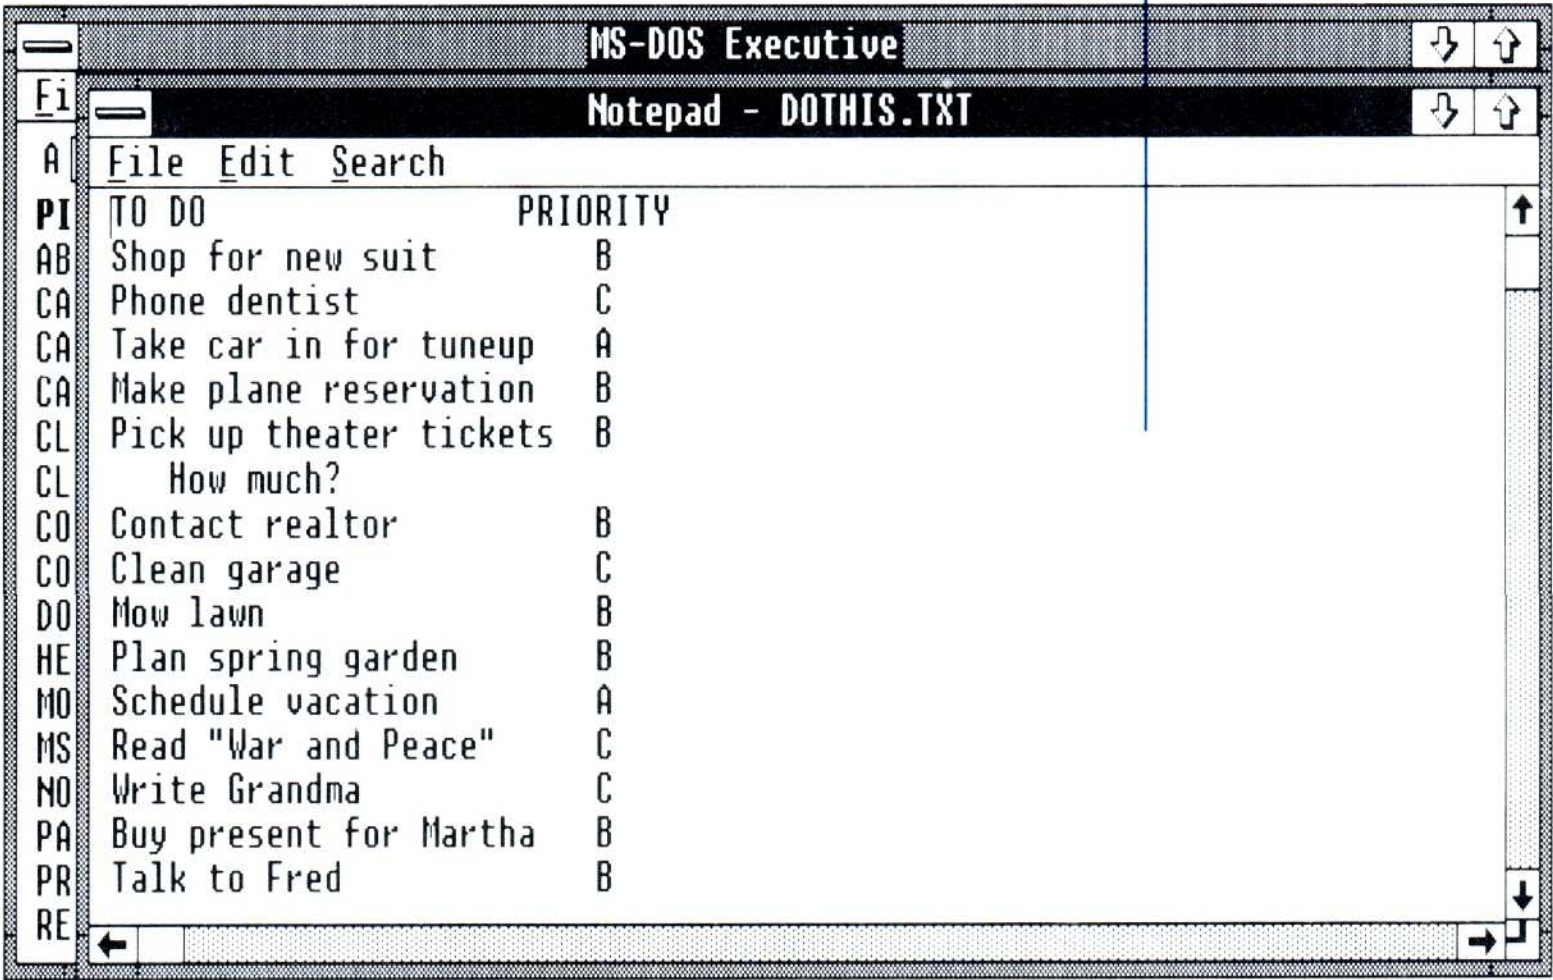 MS-DOS Executive
Fi
Notepad - DOTHIS.TXT
File Edit Search
A
PI
AB
CA
CA
CA
CL
CL
CO
CO
DO
HE
MO
MS
NO
PA
PR
RE
TO DO PRIORITY
Shop for new suit B
Phone dentist C
Take car in for tuneup A
Make plane reservation B
Pick up theater tickets B
How much?
Contact realtor B
Clean garage C
Mow lawn B
Plan spring garden B
Schedule vacation A
Read "War and Peace" C
Write Grandma C
Buy present for Martha B
Talk to Fred B